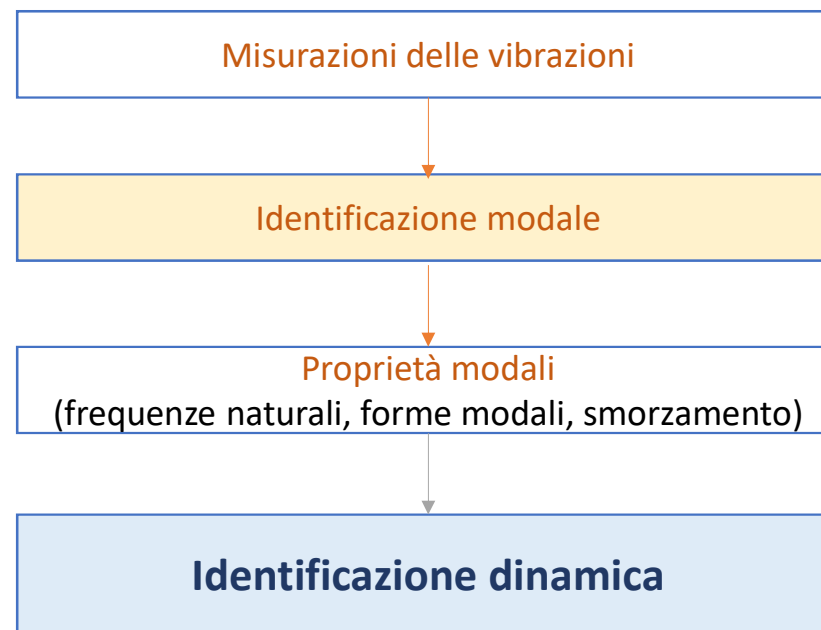 Misurazioni delle vibrazioni
Identificazione modale
Proprietà modali
(frequenze naturali, forme modali, smorzamento)
Identificazione dinamica